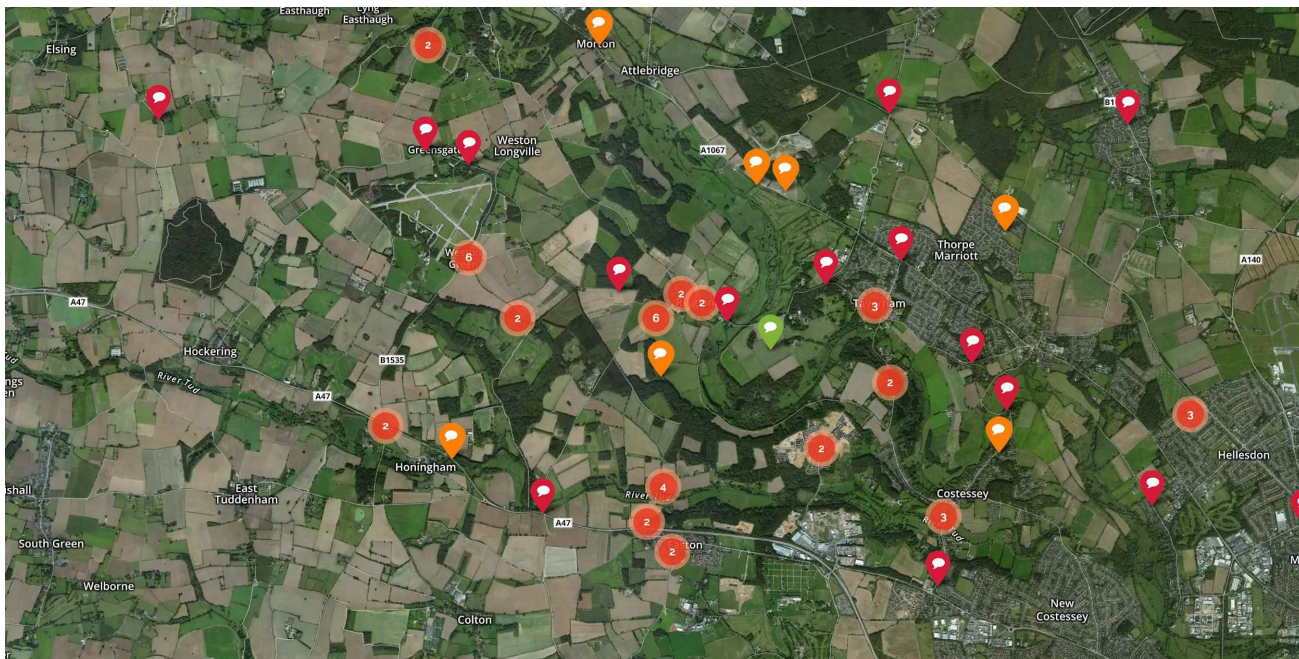 Easthaugh
Lyng
Easthaugh
Elsing
2
Morton
Attlebridge
Greensgate
Weston
Longville
A1067
Thorpe
Marriott
A140
6
2
2
3
A47
2
6
Hockering
B1535
River Tud
A47
2
3
2
Honingham
2
Hellesdon
East
Tuddenham
4
Costessey
A47
2
3
South Green
2
Welborne
Colton
New
Costessey